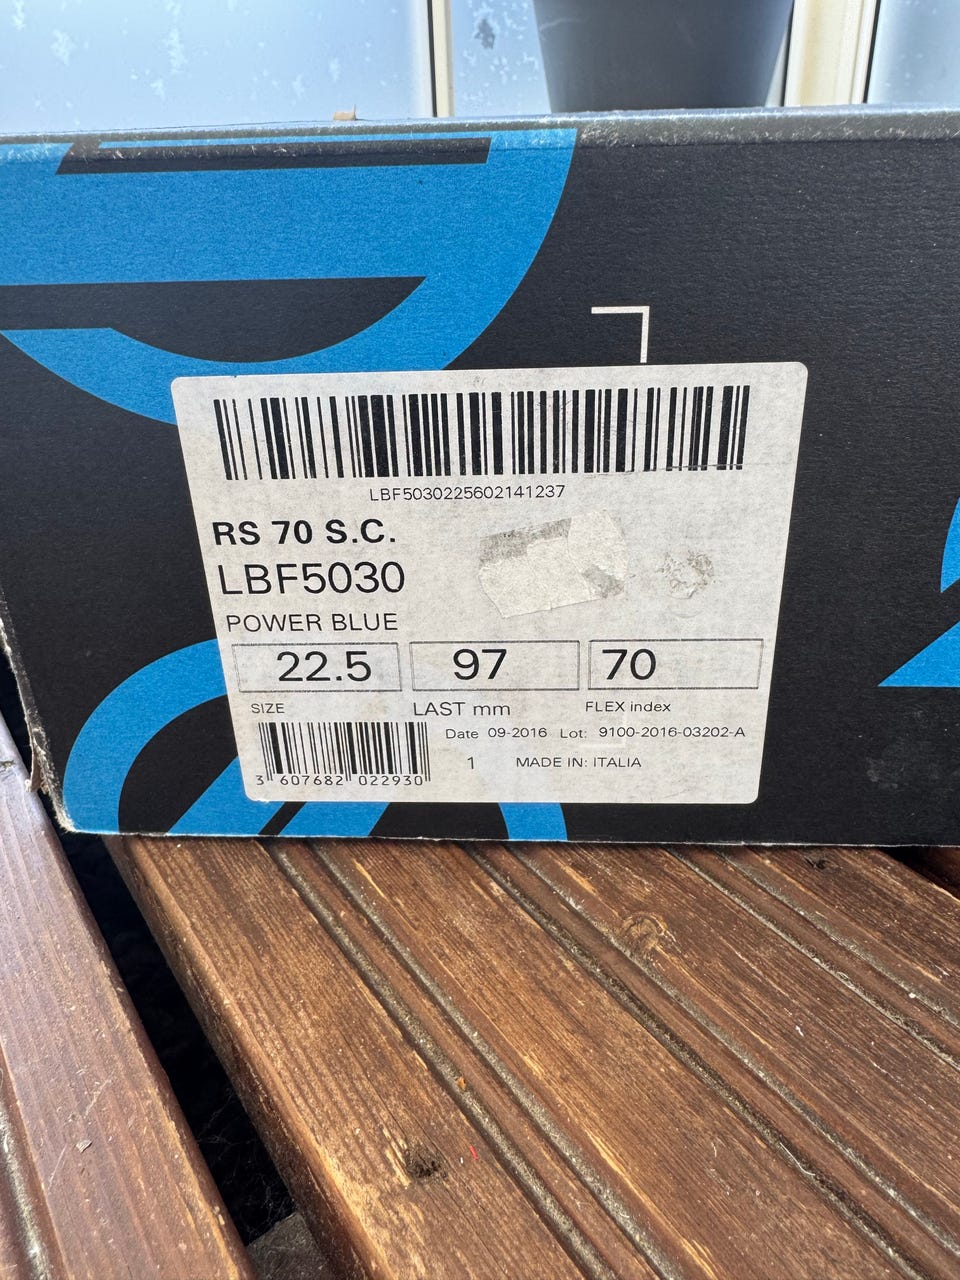 LBF5030225602141237
RS 70 S.C.
LBF5030
POWER BLUE
22.5 97 70
SIZE LAST mm FLEX index
Date 09-2016 Lot: 9100-2016-03202-A
3 607682 022930 1 MADE IN: ITALIA